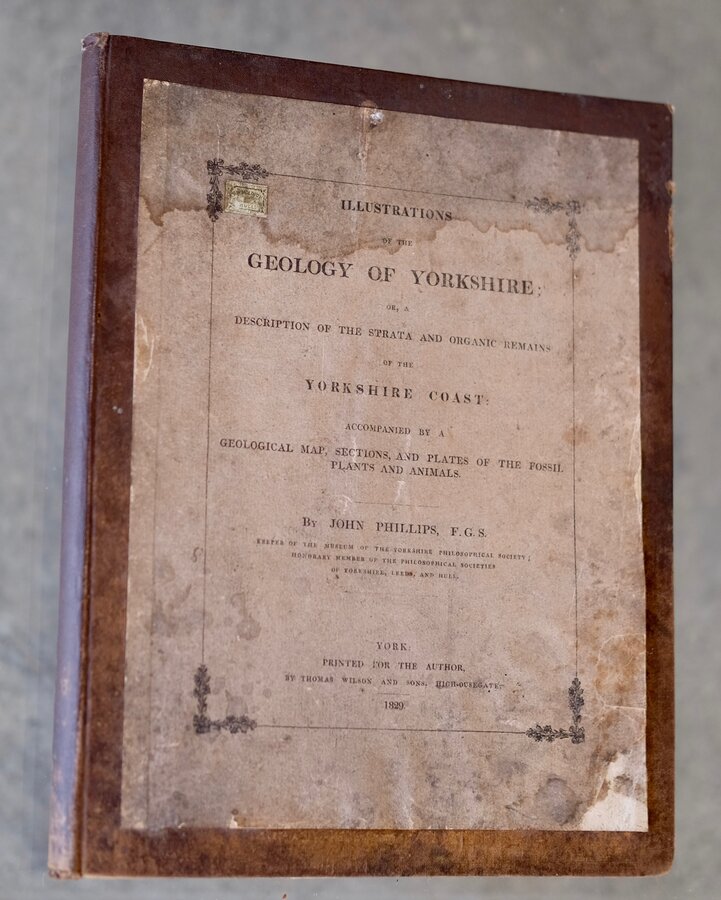 ILLUSTRATIONS
OF THE
GEOLOGY OF YORKSHIRE;
OR, A
DESCRIPTION OF THE STRATA AND ORGANIC REMAINS
OF THE
YORKSHIRE COAST:
ACCOMPANIED BY A
GEOLOGICAL MAP, SECTIONS, AND PLATES OF THE FOSSIL
PLANTS AND ANIMALS.
BY JOHN PHILLIPS, F.G.S.
KEEPER OF THE MUSEUM OF THE YORKSHIRE PHILOSOPHICAL SOCIETY;
HONORARY MEMBER OF THE PHILOSOPHICAL SOCIETIES
OF YORKSHIRE, LEEDS, AND HULL.
YORK:
PRINTED FOR THE AUTHOR,
BY THOMAS WILSON AND SONS, HIGH-OUSEGATE.
1829